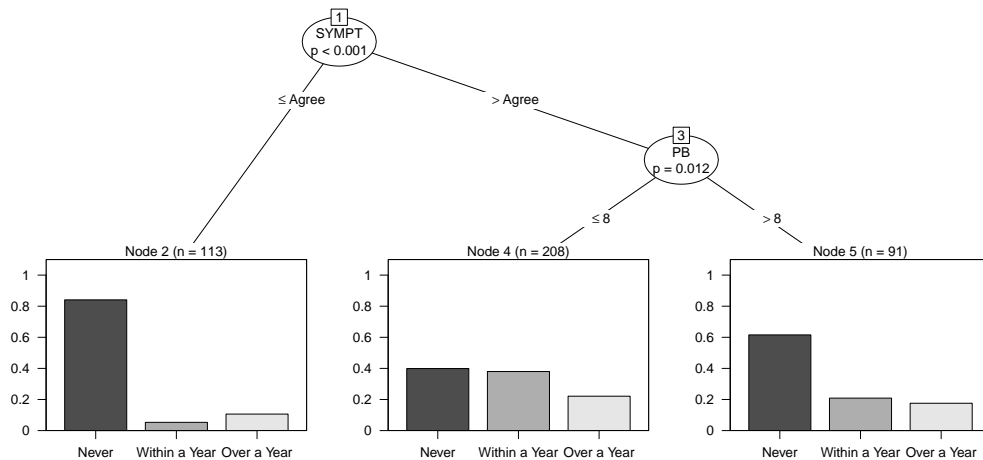 1
SYMPT
p < 0.001
≤ Agree
> Agree
3
PB
p = 0.012
≤ 8
> 8
Node 2 (n = 113)
1
0.8
0.6
0.4
0.2
0
Never Within a Year Over a Year
Node 4 (n = 208)
1
0.8
0.6
0.4
0.2
0
Never Within a Year Over a Year
Node 5 (n = 91)
1
0.8
0.6
0.4
0.2
0
Never Within a Year Over a Year